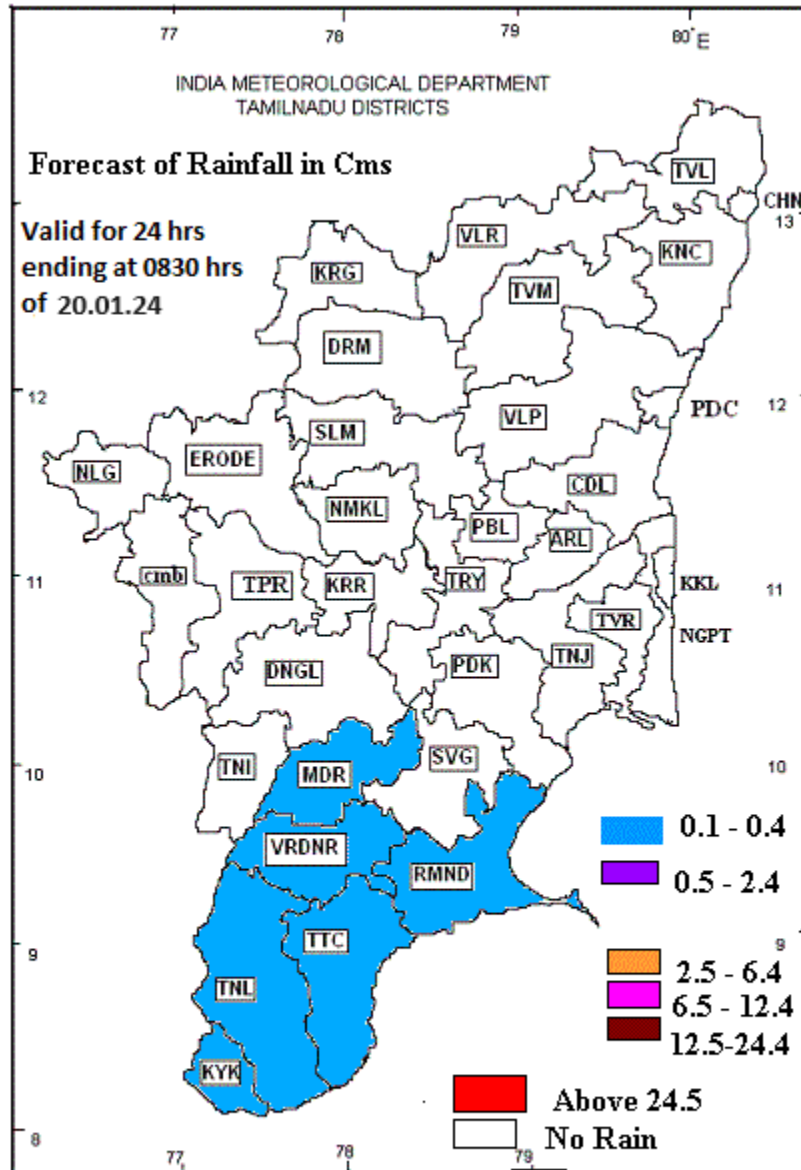 77 78 79 80°E
INDIA METEOROLOGICAL DEPARTMENT
TAMILNADU DISTRICTS
Forecast of Rainfall in Cms
TVL
CHN
13
Valid for 24 hrs
ending at 0830 hrs
of 20.01.24
VLR
KNC
KRG
TVM
DRM
12
VLP
PDC
12
SLM
ERODE
NLG
CDL
NMKL
PBL
ARL
11
cmb
TPR
KRR
TRY
KKL
11
TVR
NGPT
DNGL
PDK
TNJ
10
TNI
MDR
SVG
10
0.1 - 0.4
VRDNR
RMND
0.5 - 2.4
9
TTC
9
TNL
2.5 - 6.4
6.5 - 12.4
12.5-24.4
KYK
Above 24.5
8
No Rain
77 78 79